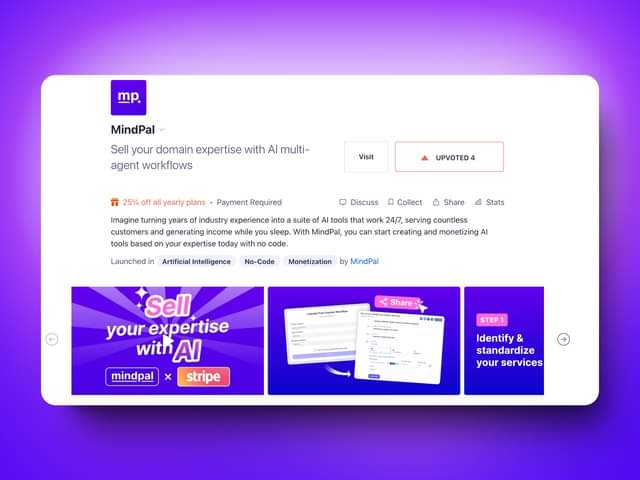 mp.
MindPal
Sell your domain expertise with AI multi-
agent workflows
Visit
UPVOTED 4
25% off all yearly plans • Payment Required
Discuss
Collect
Share
Stats
Imagine turning years of industry experience into a suite of AI tools that work 24/7, serving countless
customers and generating income while you sleep. With MindPal, you can start creating and monetizing AI
tools based on your expertise today with no code.
Launched in Artificial Intelligence No-Code Monetization by MindPal
Sell
your expertise
with AI
mindpal × stripe
Share
STEP 1
Identify &
standardize
your services